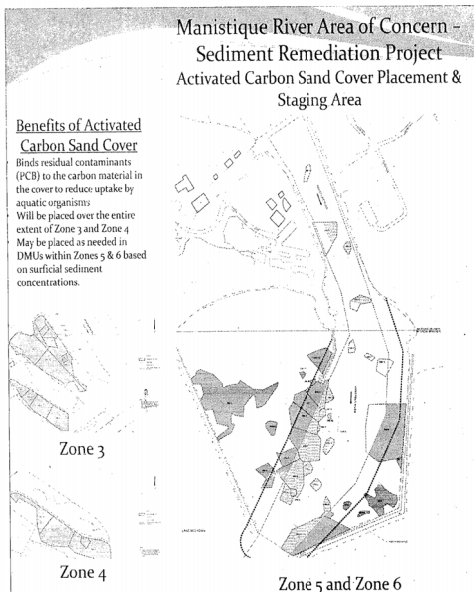 Manistique River Area of Concern –
Sediment Remediation Project
Activated Carbon Sand Cover Placement &
Staging Area
Benefits of Activated
Carbon Sand Cover
Binds residual contaminants
(PCB) to the carbon material in
the cover to reduce uptake by
aquatic organisms
Will be placed over the entire
extent of Zone 3 and Zone 4
May be placed as needed in
DMUs within Zones 5 & 6 based
on surficial sediment
concentrations.
Zone 3
Zone 4
Zone 5 and Zone 6